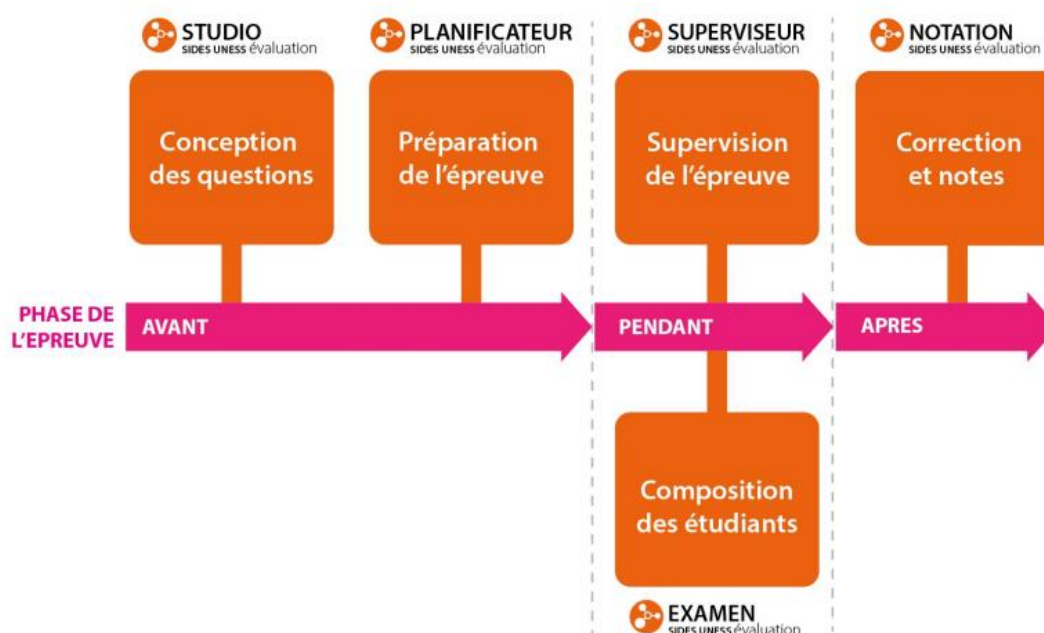 STUDIO
SIDES UNESS évaluation
PLANIFICATEUR
SIDES UNESS évaluation
SUPERVISEUR
SIDES UNESS évaluation
NOTATION
SIDES UNESS évaluation
Conception
des questions
Préparation
de l'épreuve
Supervision
de l'épreuve
Correction
et notes
PHASE DE
L'EPREUVE
AVANT
PENDANT
APRES
Composition
des étudiants
EXAMEN
SIDES UNESS évaluation